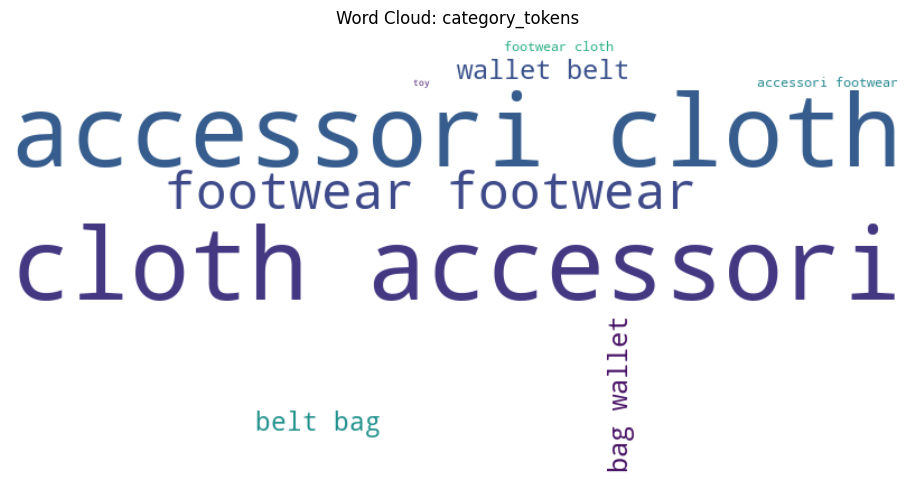 Word Cloud: category_tokens
footwear cloth
wallet belt
toy
accessori footwear
accessori cloth
footwear footwear
cloth accessori
bag wallet
belt bag